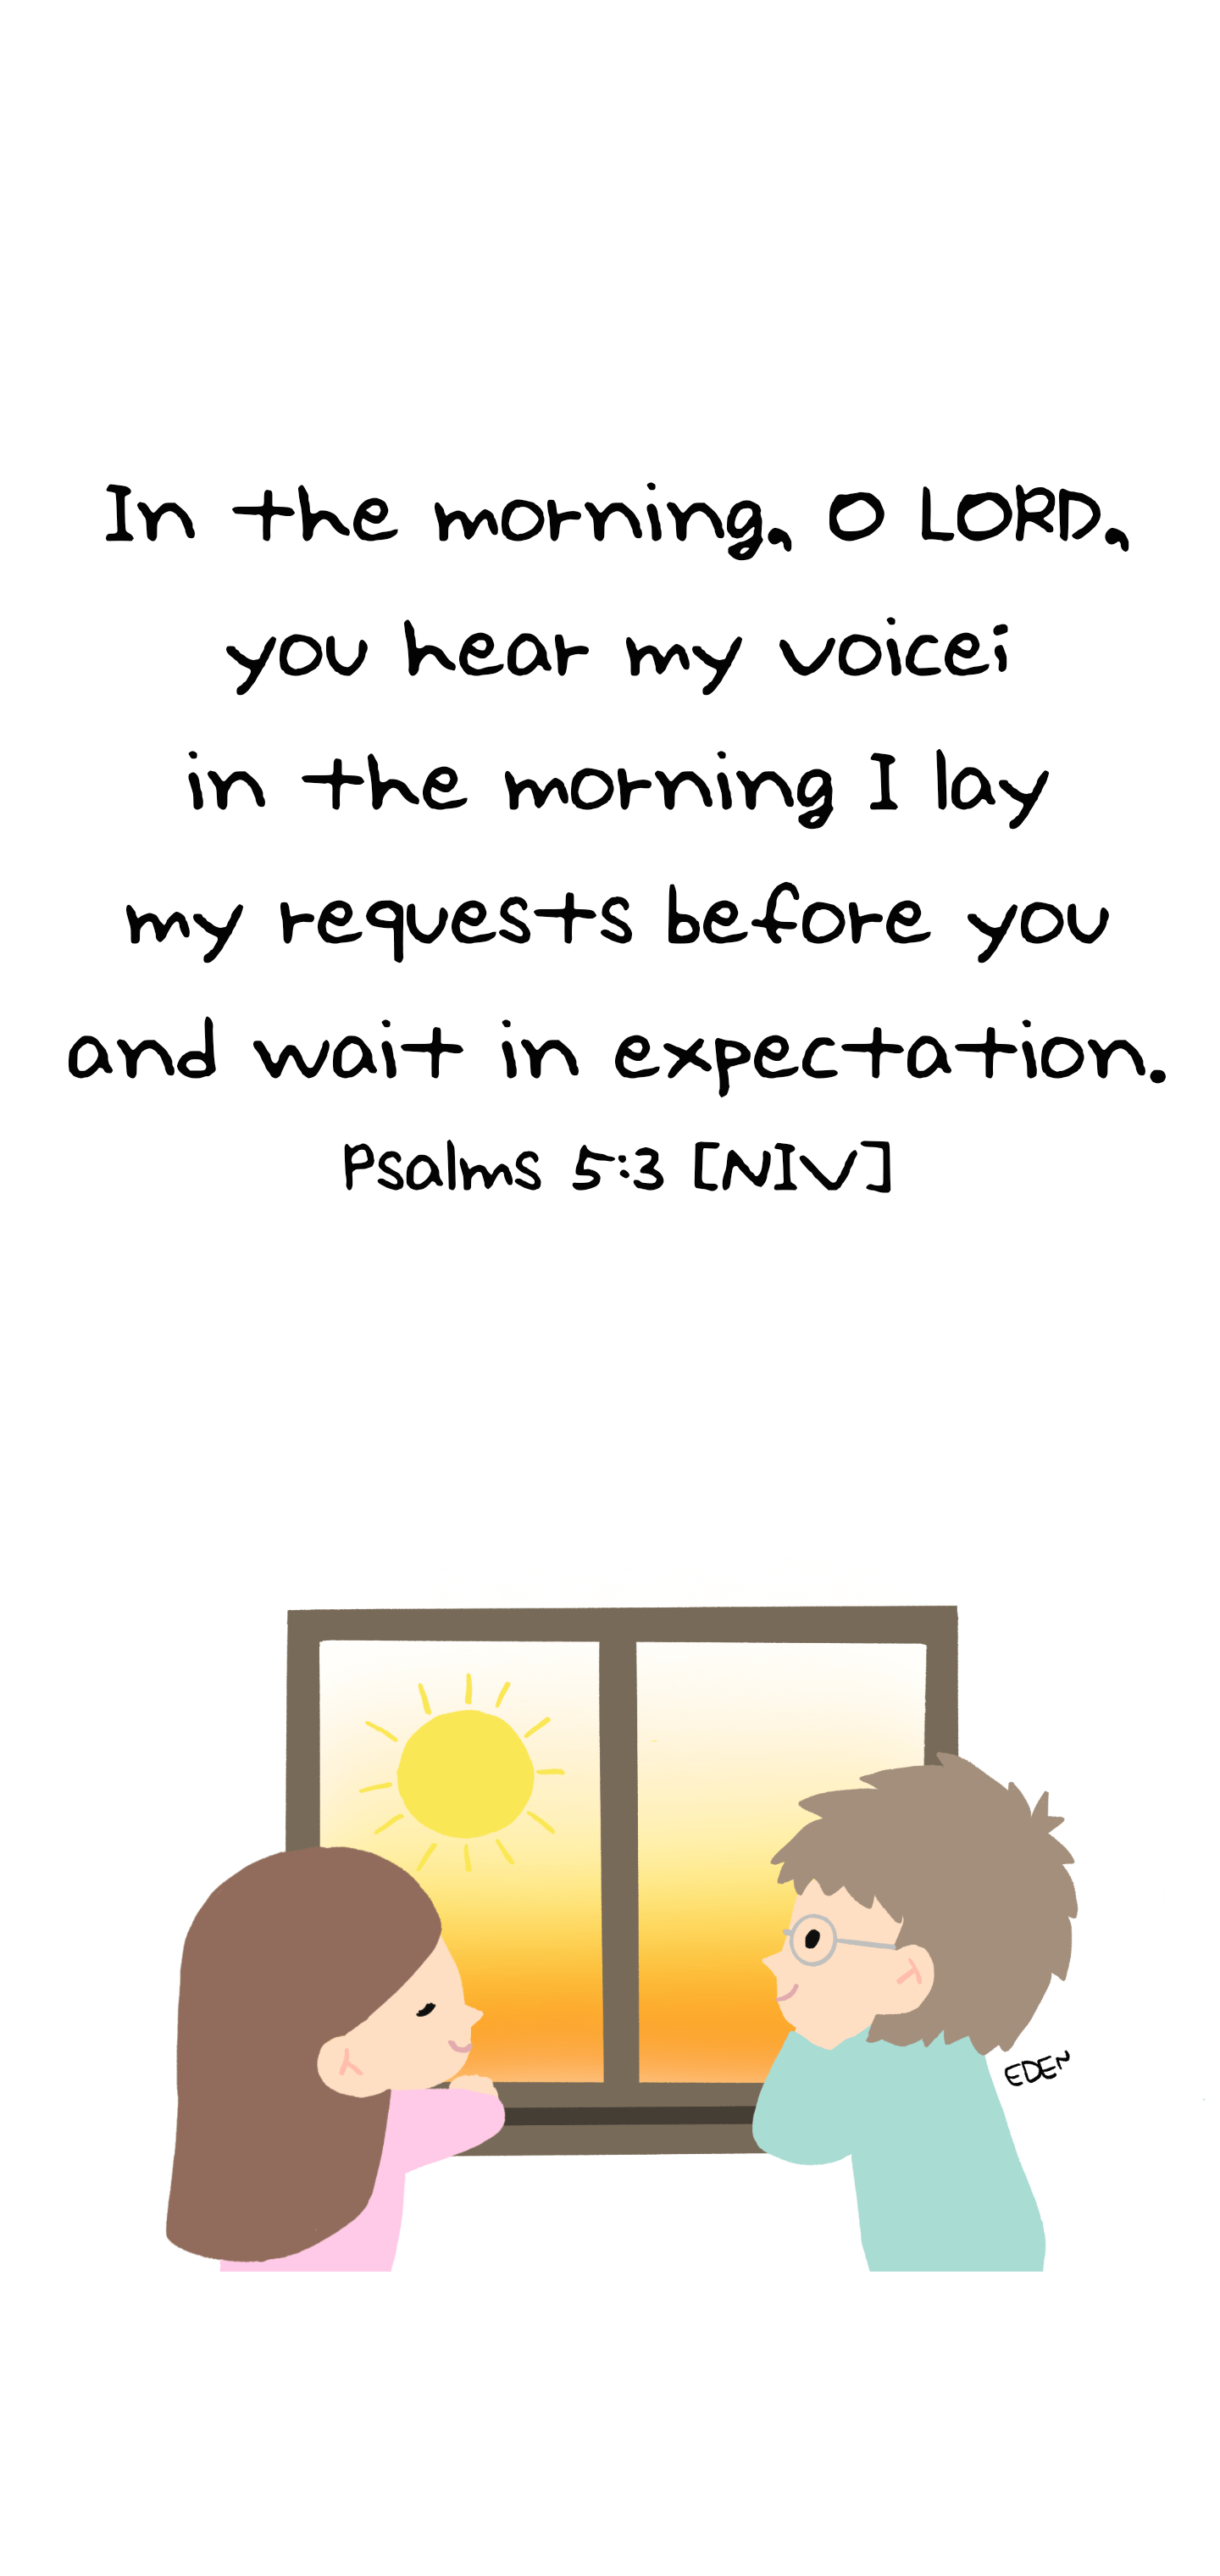 In the morning, O LORD,
you hear my voice;
in the morning I lay
my requests before you
and wait in expectation.
Psalms 5:3 [NIV]
EDEN